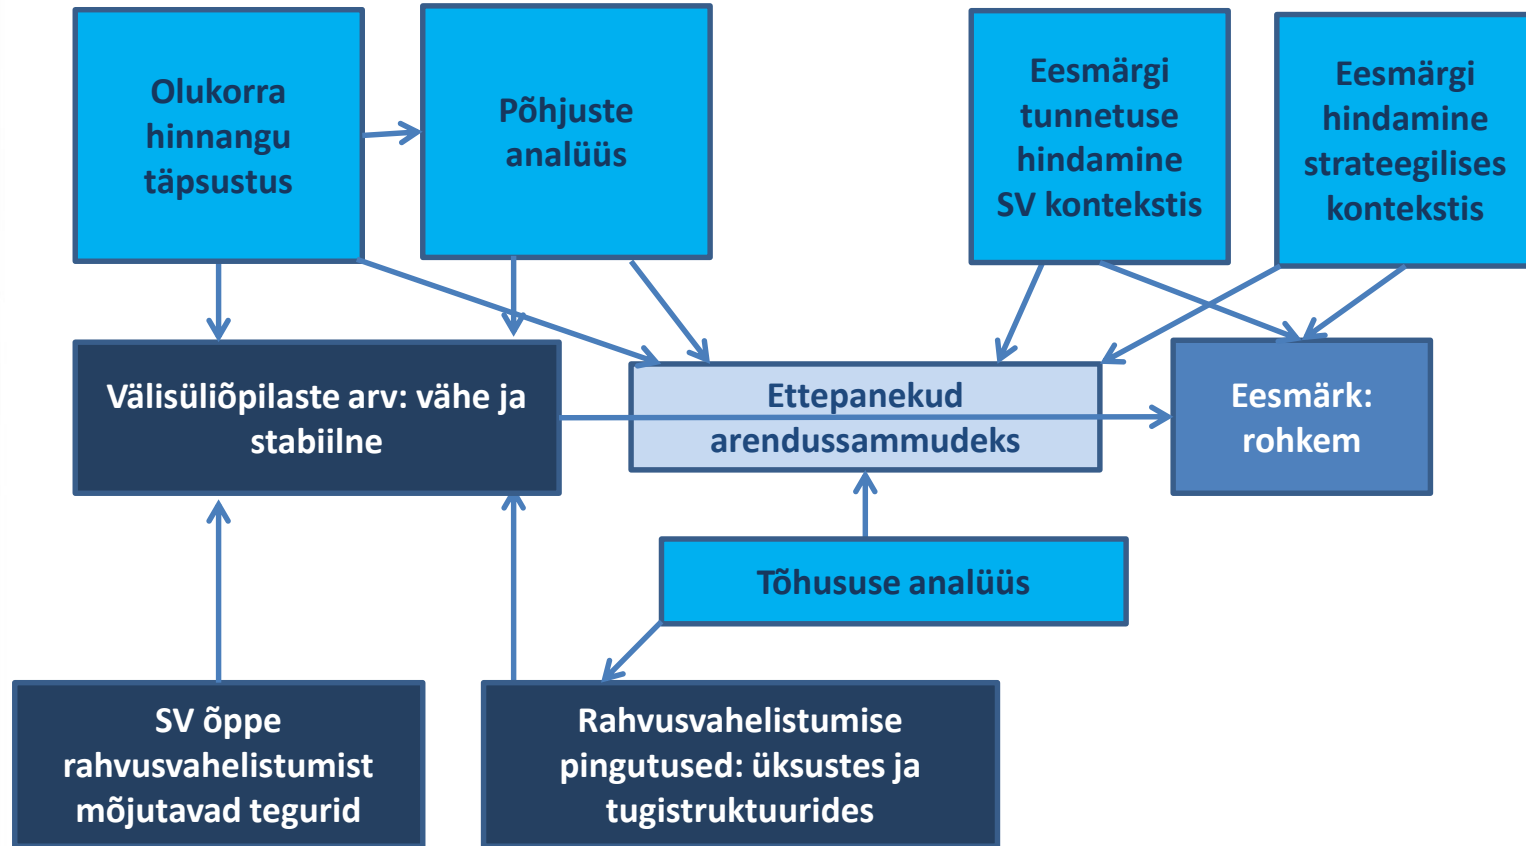 Olukorra
hinnangu
täpsustus
Põhjuste
analüüs
Eesmärgi
tunnetuse
hindamine
SV kontekstis
Eesmärgi
hindamine
strateegilises
kontekstis
Välisüliõpilaste arv: vähe ja
stabiilne
Ettepanekud
arendussammudeks
Eesmärk:
rohkem
Tõhususe analüüs
SV õppe
rahvusvahelistumist
mõjutavad tegurid
Rahvusvahelistumise
pingutused: üksustes ja
tugistruktuurides